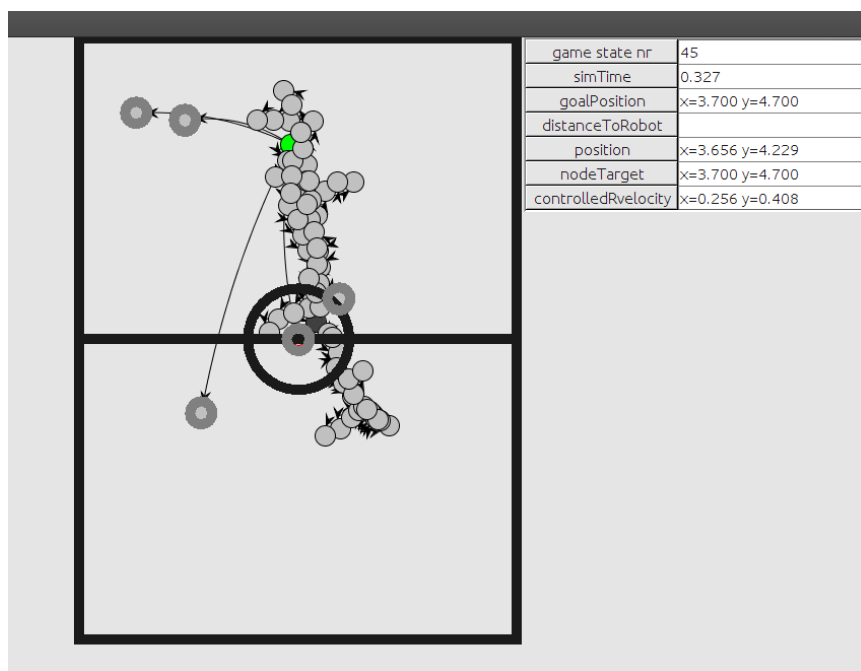 game state nr 45
simTime 0.327
goalPosition x=3.700 y=4.700
distanceToRobot
position x=3.656 y=4.229
nodeTarget x=3.700 y=4.700
controlledRvelocity x=0.256 y=0.408